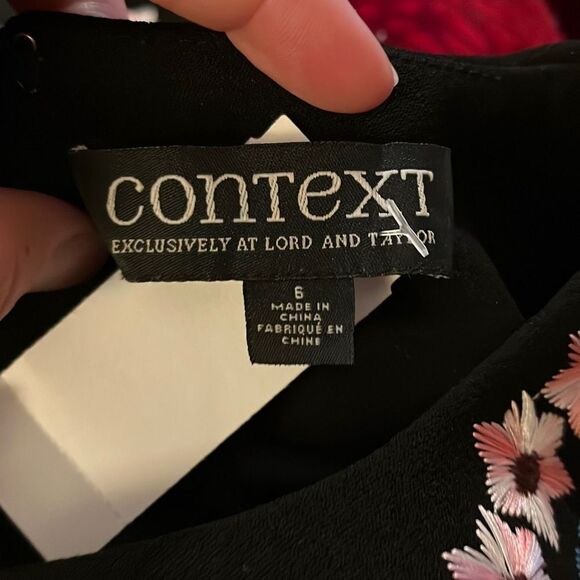 conTexT
EXCLUSIVELY AT LORD AND TAYLOR
6
MADE IN
CHINA
FABRIQUÉ EN
CHINE